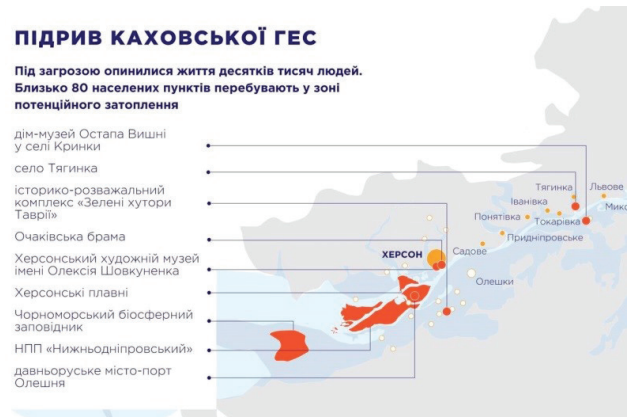 ПІДРИВ КАХОВСЬКОЇ ГЕС
Під загрозою опинилися життя десятків тисяч людей.
Близько 80 населених пунктів перебувають у зоні
потенційного затоплення
дім-музей Остапа Вишні
у селі Кринки
село Тягинка
історико-розважальний
комплекс «Зелені хутори
Таврії»
Очаківська брама
Херсонський художній музей
імені Олексія Шовкуненка
Херсонські плавні
Чорноморський біосферний
заповідник
НПП «Нижньодніпровський»
давньоруське місто-порт
Олешня
Тягинка
Львове
Іванівка
Мико
Понятівка
Токарівка
Придніпровське
ХЕРСОН
Садове
Олешки